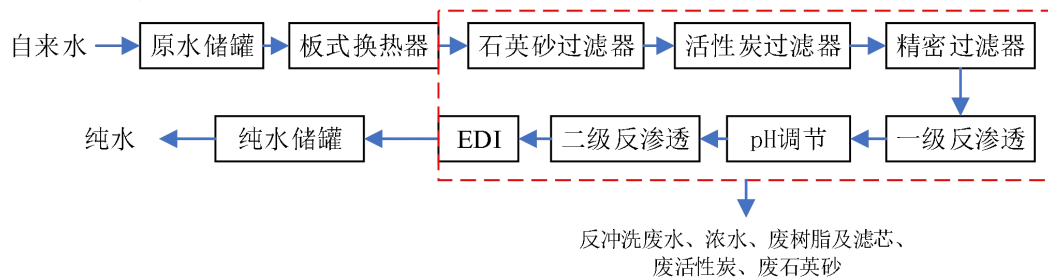 自来水 原水储罐 板式换热器 石英砂过滤器 活性炭过滤器 精密过滤器
纯水 纯水储罐 EDI 二级反渗透 pH调节 一级反渗透
反冲洗废水、浓水、废树脂及滤芯、
废活性炭、废石英砂